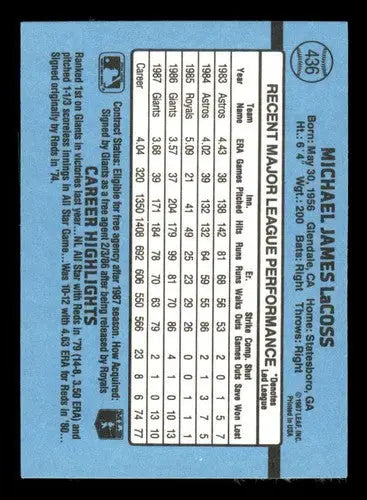 436
MICHAEL JAMES LaCOSS
Born: May 30, 1956 Glendale, CA Home: Statesboro, GA
Ht.: 6'4" Wgt.: 200 Bats: Right Throws: Right
©1987 LEAF, INC.
Printed in USA
RECENT MAJOR LEAGUE PERFORMANCE
*Denotes
Led League
Team Inn. Er. Strike Comp. Shut
Year Name ERA Games Pitched Hits Runs Runs Walks Outs Games Outs Save Won Lost
1983 Astros 4.43 38 138 142 81 68 56 53 2 0 1 5 7
1984 Astros 4.02 39 132 132 64 59 55 86 2 1 3 7 5
1985 Royals 5.09 21 41 49 25 23 29 26 0 0 1 1 1
1986 Giants 3.57 37 204 179 99 81 70 86 4 1 0 10 13
1987 Giants 3.68 39 171 184 78 70 63 79 2 1 0 13 10
Career 4.04 320 1350 1408 692 606 550 566 23 8 6 74 77
Contract Status: Eligible for free agency after 1987 season. How Acquired:
Signed by Giants as a free agent 2/3/86 after being released by Royals
CAREER HIGHLIGHTS
Ranked 1st on Giants in victories last year... NL All Star with Reds in '79 (14-8, 3.50 ERA) and
pitched 1-1/3 scoreless innings in All Star Game... Was 10-12 with 4.63 ERA for Reds in '80...
Signed originally by Reds in '74.